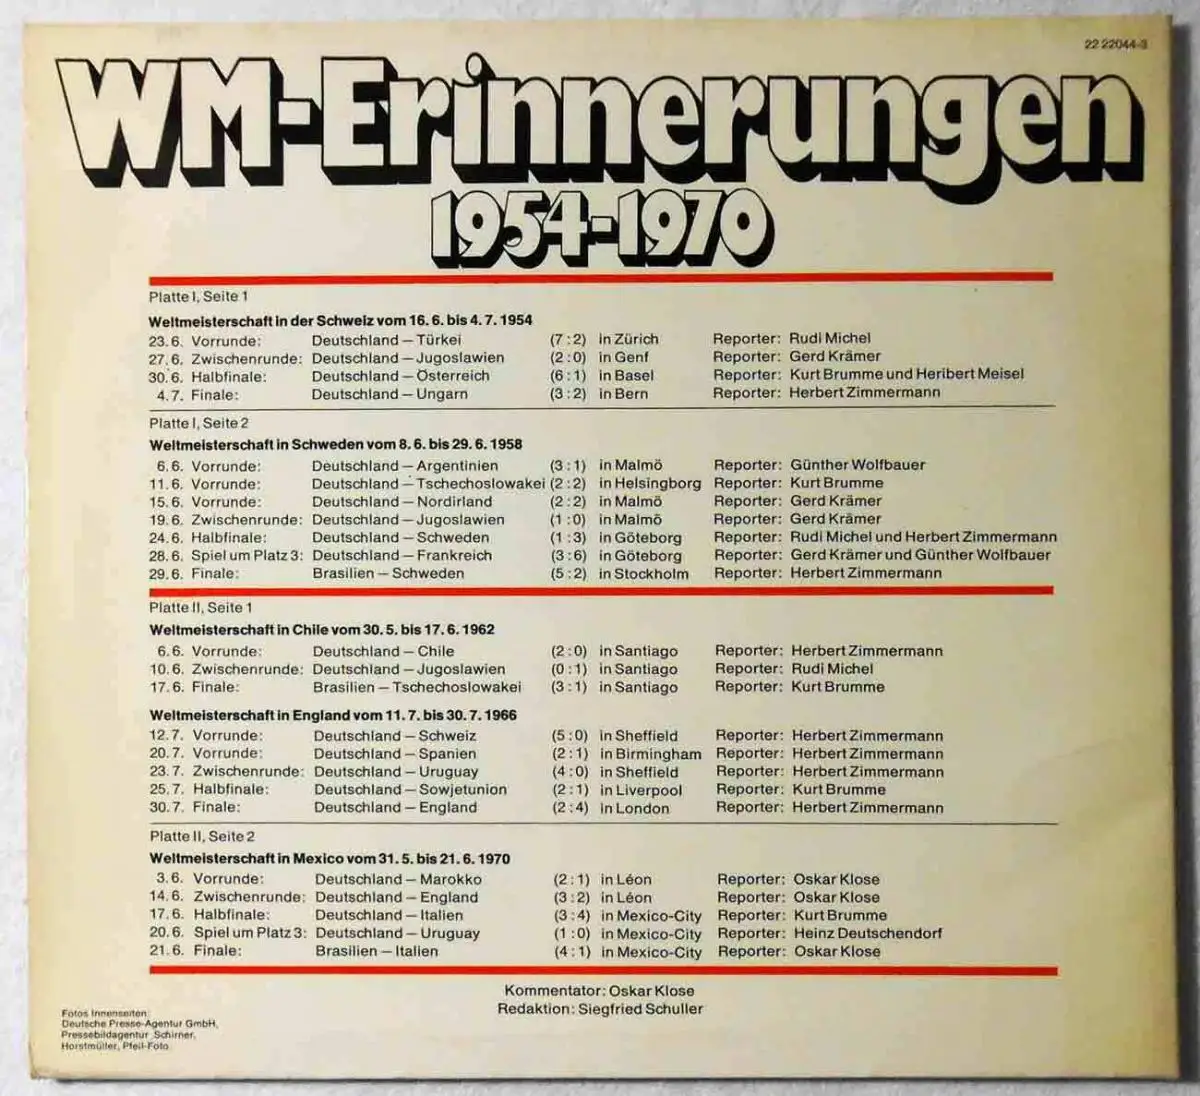 22 22044-3
WM-Erinnerungen
1954-1970
Platte I, Seite 1
Weltmeisterschaft in der Schweiz vom 16. 6. bis 4. 7. 1954
23. 6. Vorrunde: Deutschland – Türkei (7 : 2) in Zürich Reporter: Rudi Michel
27. 6. Zwischenrunde: Deutschland – Jugoslawien (2 : 0) in Genf Reporter: Gerd Krämer
30. 6. Halbfinale: Deutschland – Österreich (6 : 1) in Basel Reporter: Kurt Brumme und Heribert Meisel
4. 7. Finale: Deutschland – Ungarn (3 : 2) in Bern Reporter: Herbert Zimmermann
Platte I, Seite 2
Weltmeisterschaft in Schweden vom 8. 6. bis 29. 6. 1958
6. 6. Vorrunde: Deutschland – Argentinien (3 : 1) in Malmö Reporter: Günther Wolfbauer
11. 6. Vorrunde: Deutschland – Tschechoslowakei (2 : 2) in Helsingborg Reporter: Kurt Brumme
15. 6. Vorrunde: Deutschland – Nordirland (2 : 2) in Malmö Reporter: Gerd Krämer
19. 6. Zwischenrunde: Deutschland – Jugoslawien (1 : 0) in Malmö Reporter: Gerd Krämer
24. 6. Halbfinale: Deutschland – Schweden (1 : 3) in Göteborg Reporter: Rudi Michel und Herbert Zimmermann
28. 6. Spiel um Platz 3: Deutschland – Frankreich (3 : 6) in Göteborg Reporter: Gerd Krämer und Günther Wolfbauer
29. 6. Finale: Brasilien – Schweden (5 : 2) in Stockholm Reporter: Herbert Zimmermann
Platte II, Seite 1
Weltmeisterschaft in Chile vom 30. 5. bis 17. 6. 1962
6. 6. Vorrunde: Deutschland – Chile (2 : 0) in Santiago Reporter: Herbert Zimmermann
10. 6. Zwischenrunde: Deutschland – Jugoslawien (0 : 1) in Santiago Reporter: Rudi Michel
17. 6. Finale: Brasilien – Tschechoslowakei (3 : 1) in Santiago Reporter: Kurt Brumme
Weltmeisterschaft in England vom 11. 7. bis 30. 7. 1966
12. 7. Vorrunde: Deutschland – Schweiz (5 : 0) in Sheffield Reporter: Herbert Zimmermann
20. 7. Vorrunde: Deutschland – Spanien (2 : 1) in Birmingham Reporter: Herbert Zimmermann
23. 7. Zwischenrunde: Deutschland – Uruguay (4 : 0) in Sheffield Reporter: Herbert Zimmermann
25. 7. Halbfinale: Deutschland – Sowjetunion (2 : 1) in Liverpool Reporter: Kurt Brumme
30. 7. Finale: Deutschland – England (2 : 4) in London Reporter: Herbert Zimmermann
Platte II, Seite 2
Weltmeisterschaft in Mexico vom 31. 5. bis 21. 6. 1970
3. 6. Vorrunde: Deutschland – Marokko (2 : 1) in Léon Reporter: Oskar Klose
14. 6. Zwischenrunde: Deutschland – England (3 : 2) in Léon Reporter: Oskar Klose
17. 6. Halbfinale: Deutschland – Italien (3 : 4) in Mexico-City Reporter: Kurt Brumme
20. 6. Spiel um Platz 3: Deutschland – Uruguay (1 : 0) in Mexico-City Reporter: Heinz Deutschendorf
21. 6. Finale: Brasilien – Italien (4 : 1) in Mexico-City Reporter: Oskar Klose
Kommentator: Oskar Klose
Redaktion: Siegfried Schuller
Fotos Innenseiten:
Deutsche Presse-Agentur GmbH,
Pressebildagentur Schirner,
Horstmüller, Pfeil-Foto